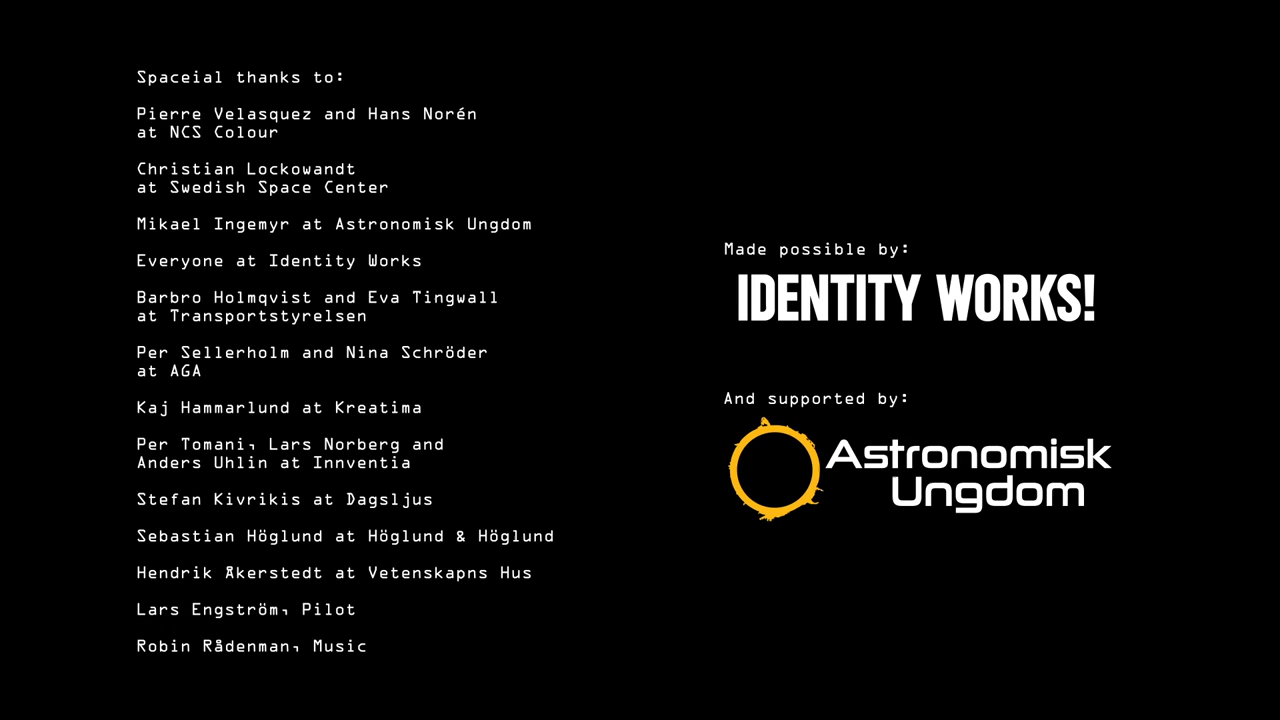 Spaceial thanks to:
Pierre Velasquez and Hans Norén
at NCS Colour
Christian Lockowandt
at Swedish Space Center
Mikael Ingemyr at Astronomisk Ungdom
Everyone at Identity Works
Barbro Holmqvist and Eva Tingwall
at Transportstyrelsen
Per Sellerholm and Nina Schröder
at AGA
Kaj Hammarlund at Kreatima
Per Tomani, Lars Norberg and
Anders Uhlin at Innventia
Stefan Kivrikis at Dagsljus
Sebastian Höglund at Höglund & Höglund
Hendrik Åkerstedt at Vetenskapns Hus
Lars Engström, Pilot
Robin Rådenman, Music
Made possible by:
IDENTITY WORKS!
And supported by:
Astronomisk
Ungdom